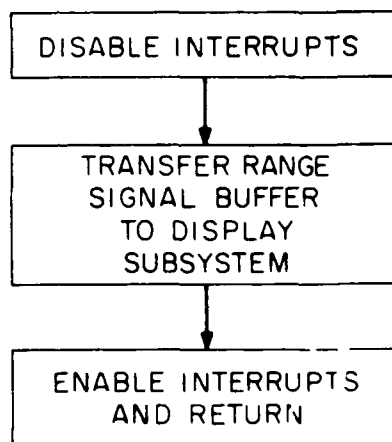 DISABLE INTERRUPTS
TRANSFER RANGE
SIGNAL BUFFER
TO DISPLAY
SUBSYSTEM
ENABLE INTERRUPTS
AND RETURN